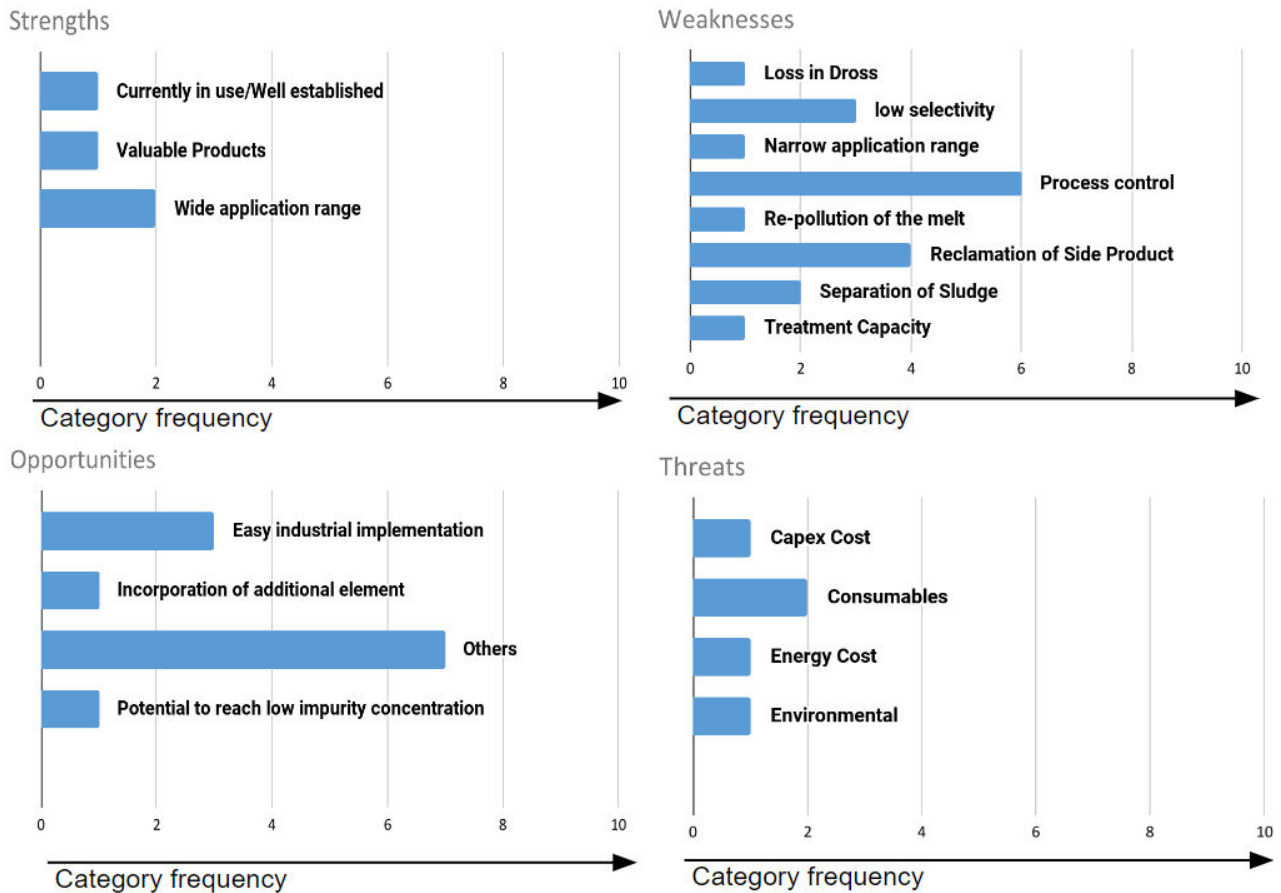 Strengths
Currently in use/Well established
Valuable Products
Wide application range
0 2 4 6 8 10
Category frequency
Weaknesses
Loss in Dross
low selectivity
Narrow application range
Process control
Re-pollution of the melt
Reclamation of Side Product
Separation of Sludge
Treatment Capacity
0 2 4 6 8 10
Category frequency
Opportunities
Easy industrial implementation
Incorporation of additional element
Others
Potential to reach low impurity concentration
0 2 4 6 8 10
Category frequency
Threats
Capex Cost
Consumables
Energy Cost
Environmental
0 2 4 6 8 10
Category frequency